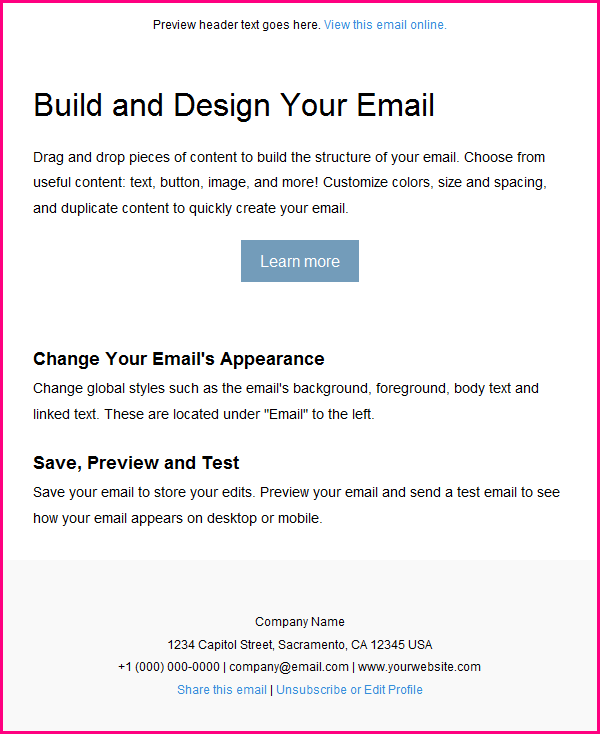 Preview header text goes here. View this email online.
Build and Design Your Email
Drag and drop pieces of content to build the structure of your email. Choose from
useful content: text, button, image, and more! Customize colors, size and spacing,
and duplicate content to quickly create your email.
Learn more
Change Your Email's Appearance
Change global styles such as the email's background, foreground, body text and
linked text. These are located under "Email" to the left.
Save, Preview and Test
Save your email to store your edits. Preview your email and send a test email to see
how your email appears on desktop or mobile.
Company Name
1234 Capitol Street, Sacramento, CA 12345 USA
+1 (000) 000-0000 | company@email.com | www.yourwebsite.com
Share this email | Unsubscribe or Edit Profile